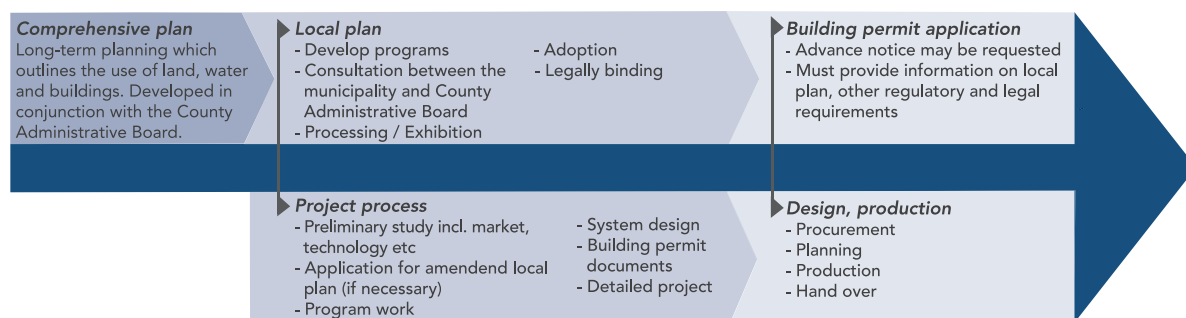 Comprehensive plan
Long-term planning which
outlines the use of land, water
and buildings. Developed in
conjunction with the County
Administrative Board.
Local plan
- Develop programs
- Consultation between the
municipality and County
Administrative Board
- Processing / Exhibition
- Adoption
- Legally binding
Building permit application
- Advance notice may be requested
- Must provide information on local
plan, other regulatory and legal
requirements
Project process
- Preliminary study incl. market,
technology etc
- Application for amendend local
plan (if necessary)
- Program work
- System design
- Building permit
documents
- Detailed project
Design, production
- Procurement
- Planning
- Production
- Hand over